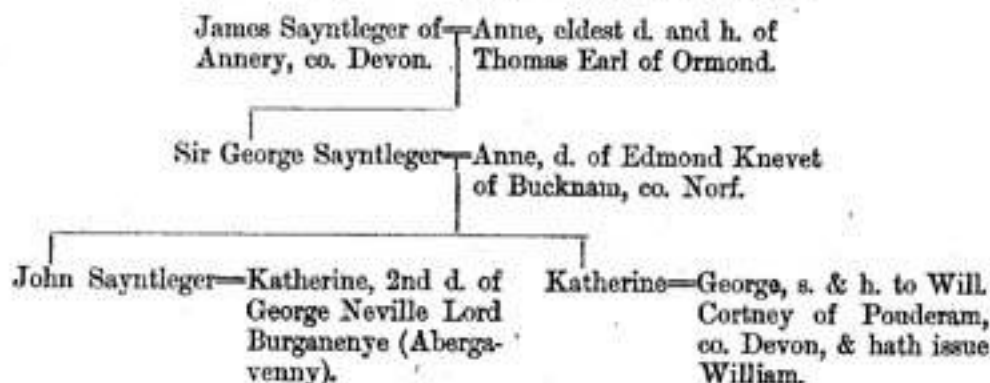 James Sayntleger of=Anne, eldest d. and h. of
Annery, co. Devon. Thomas Earl of Ormond.
Sir George Sayntleger=Anne, d. of Edmond Knevet
of Bucknam, co. Norf.
John Sayntleger=Katherine, 2nd d. of
George Neville Lord
Burganenye (Aberga-
venny).
Katherine=George, s. & h. to Will.
Cortney of Pouderam,
co. Devon, & hath issue
William.